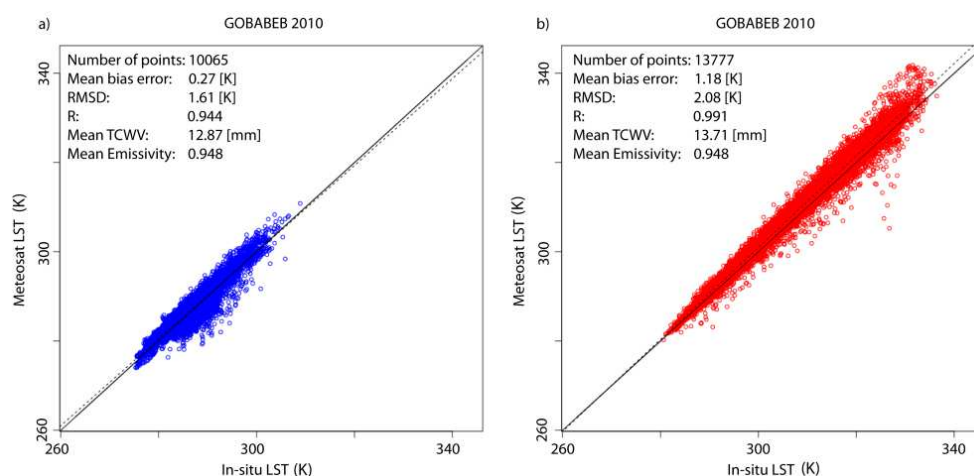 a)
GOBABEB 2010
Number of points: 10065
Mean bias error: 0.27 [K]
RMSD: 1.61 [K]
R: 0.944
Mean TCWV: 12.87 [mm]
Mean Emissivity: 0.948
Meteosat LST (K)
340
300
260
260
300
340
In-situ LST (K)
b)
GOBABEB 2010
Number of points: 13777
Mean bias error: 1.18 [K]
RMSD: 2.08 [K]
R: 0.991
Mean TCWV: 13.71 [mm]
Mean Emissivity: 0.948
Meteosat LST (K)
340
300
260
260
300
340
In-situ LST (K)